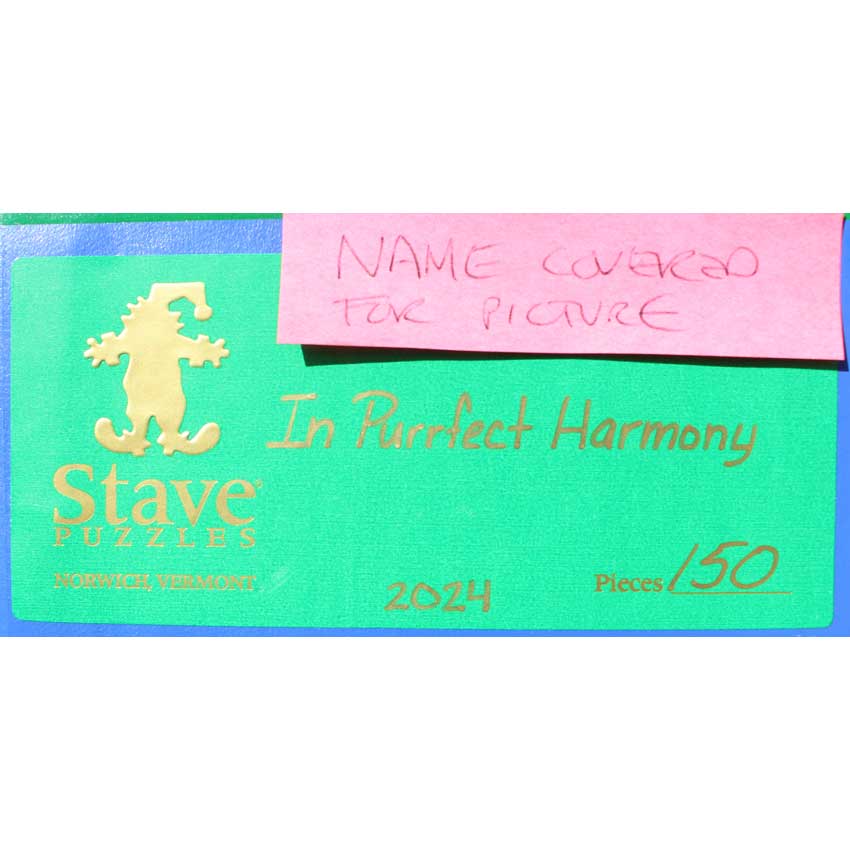 NAME COVERED
FOR PICTURE
In Purrfect Harmony
Stave®
PUZZLES
NORWICH, VERMONT
2024
Pieces 150